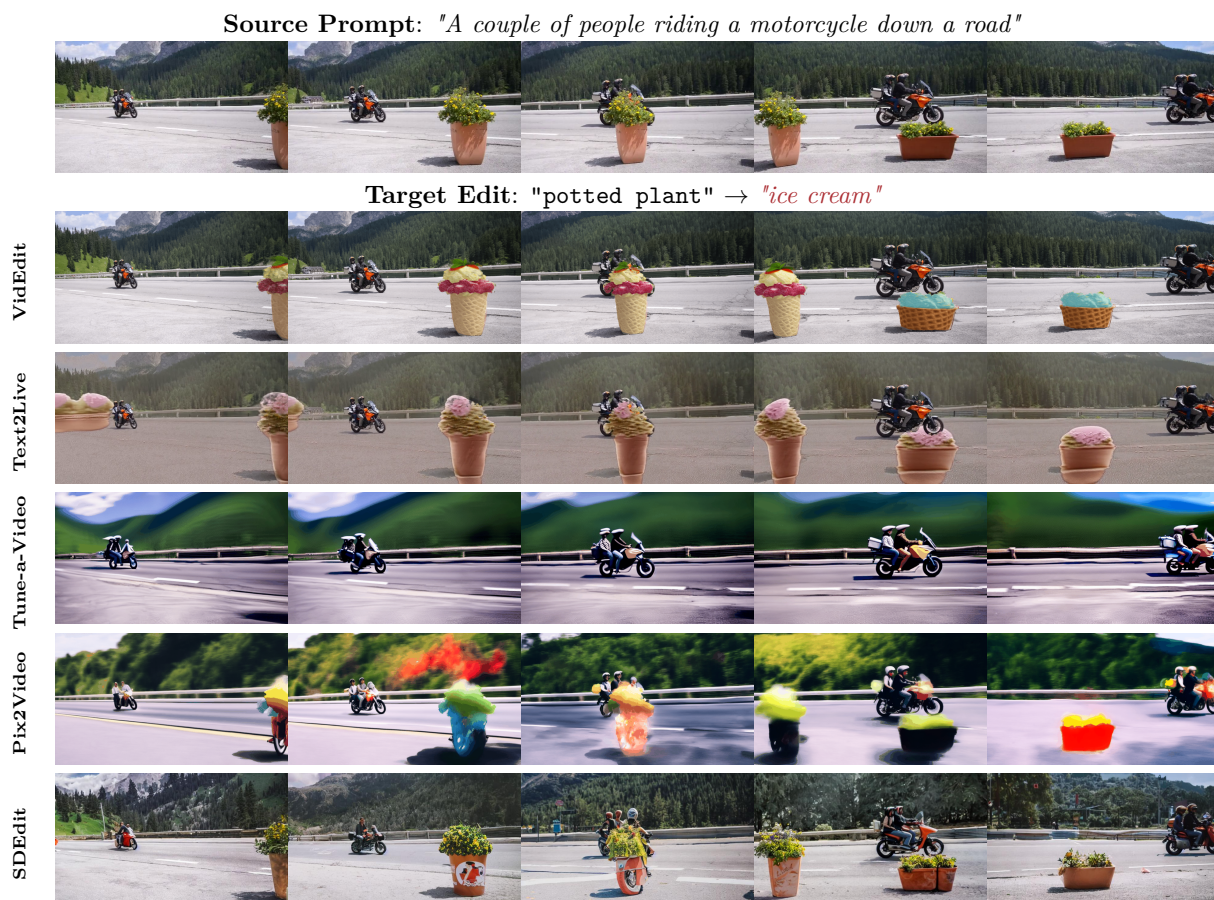 Source Prompt: "A couple of people riding a motorcycle down a road"
Target Edit: "potted plant" → "ice cream"
VidEdit
Text2Live
Tune-a-Video
Pix2Video
SDEdit